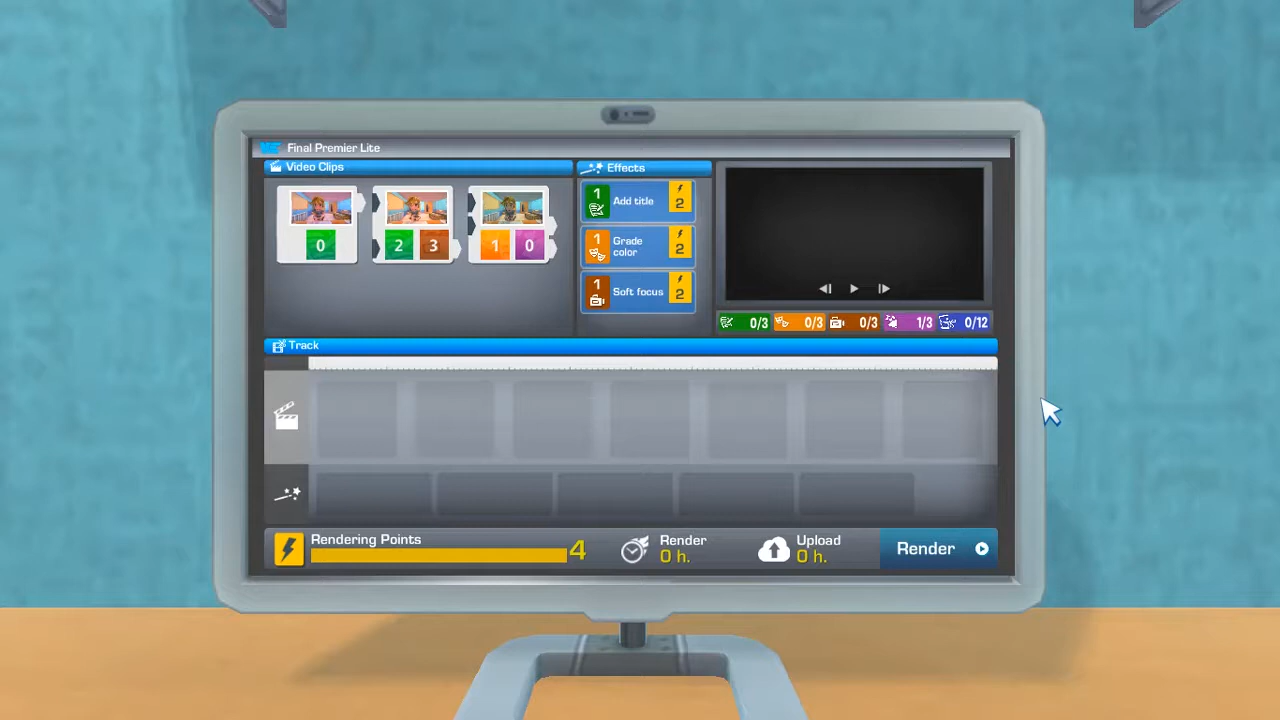 Final Premier Lite
Video Clips
0
2 3
1 0
Effects
1 Add title 2
1 Grade color 2
1 Soft focus 2
0/3 0/3 0/3 1/3 0/12
Track
Rendering Points 4
Render
0 h.
Upload
0 h.
Render